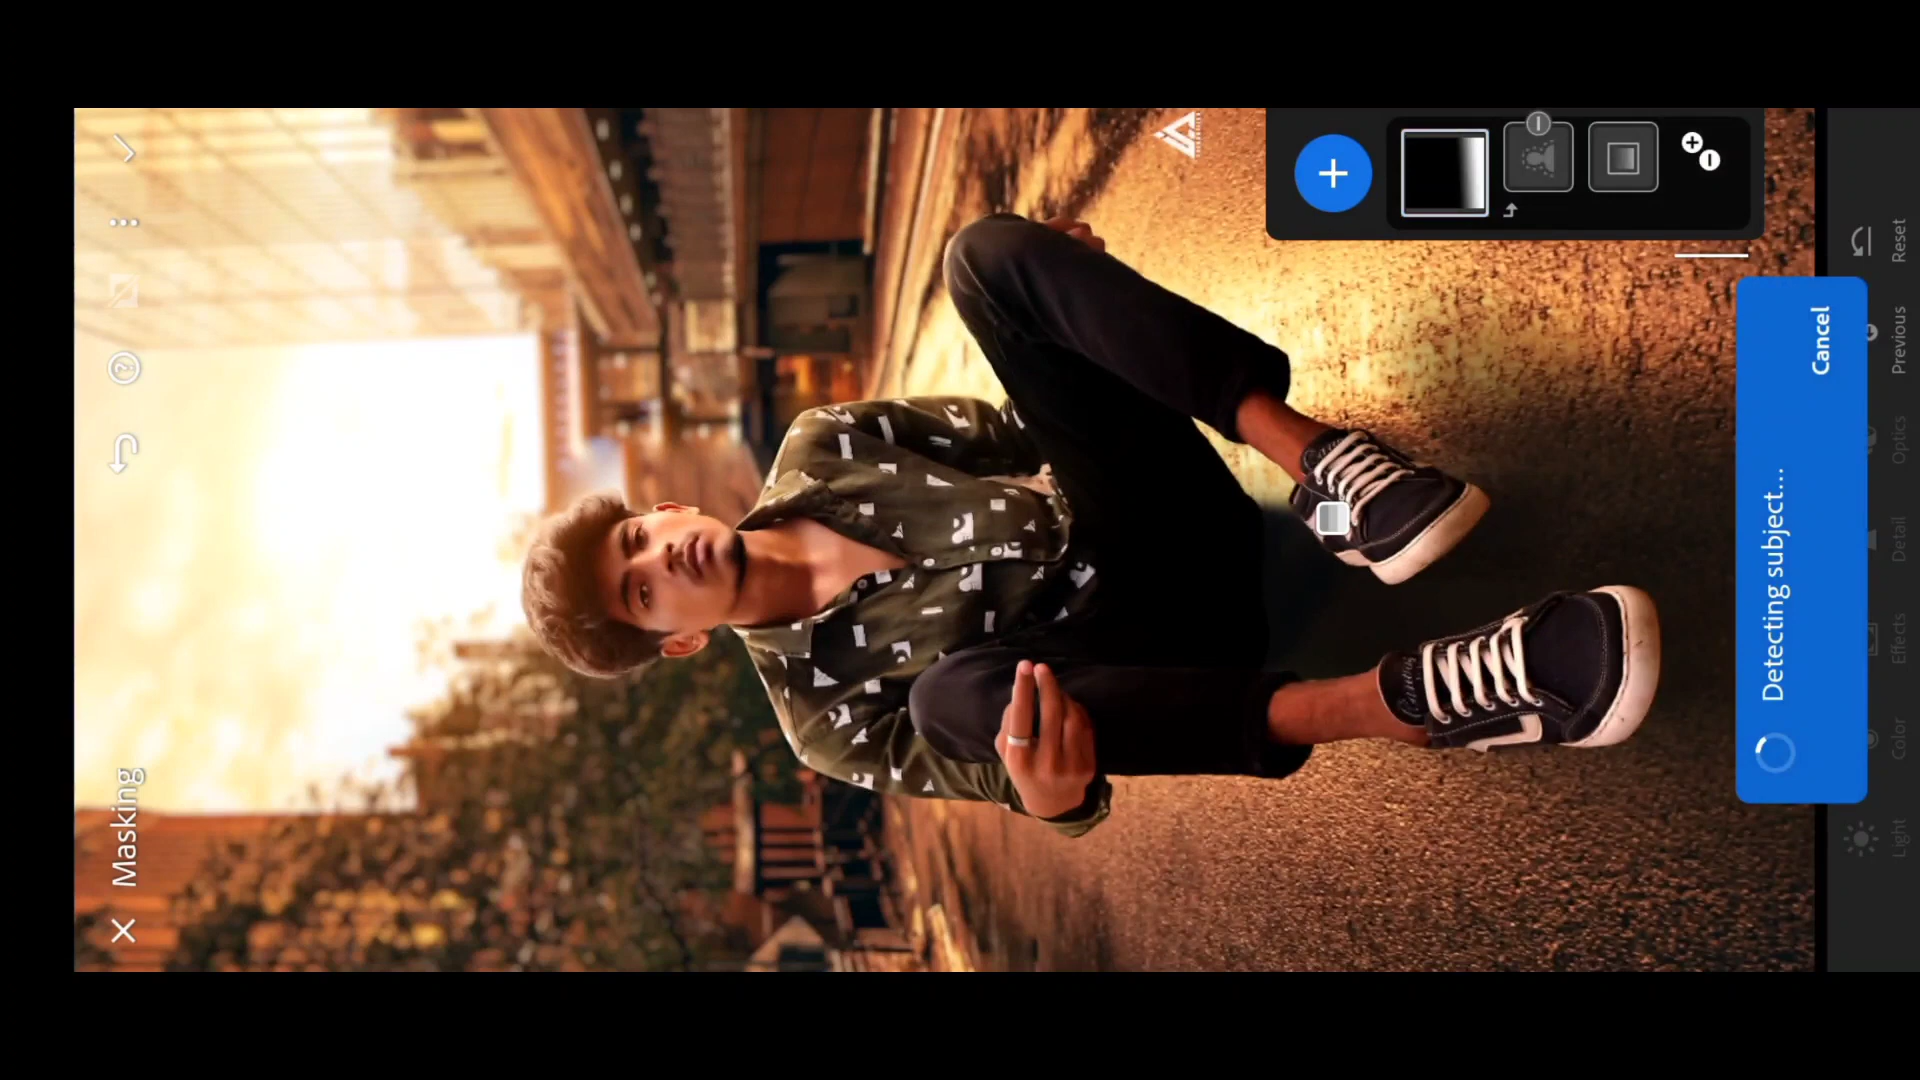 Masking
Detecting subject...
Cancel
Light
Color
Effects
Detail
Optics
Previous
Reset